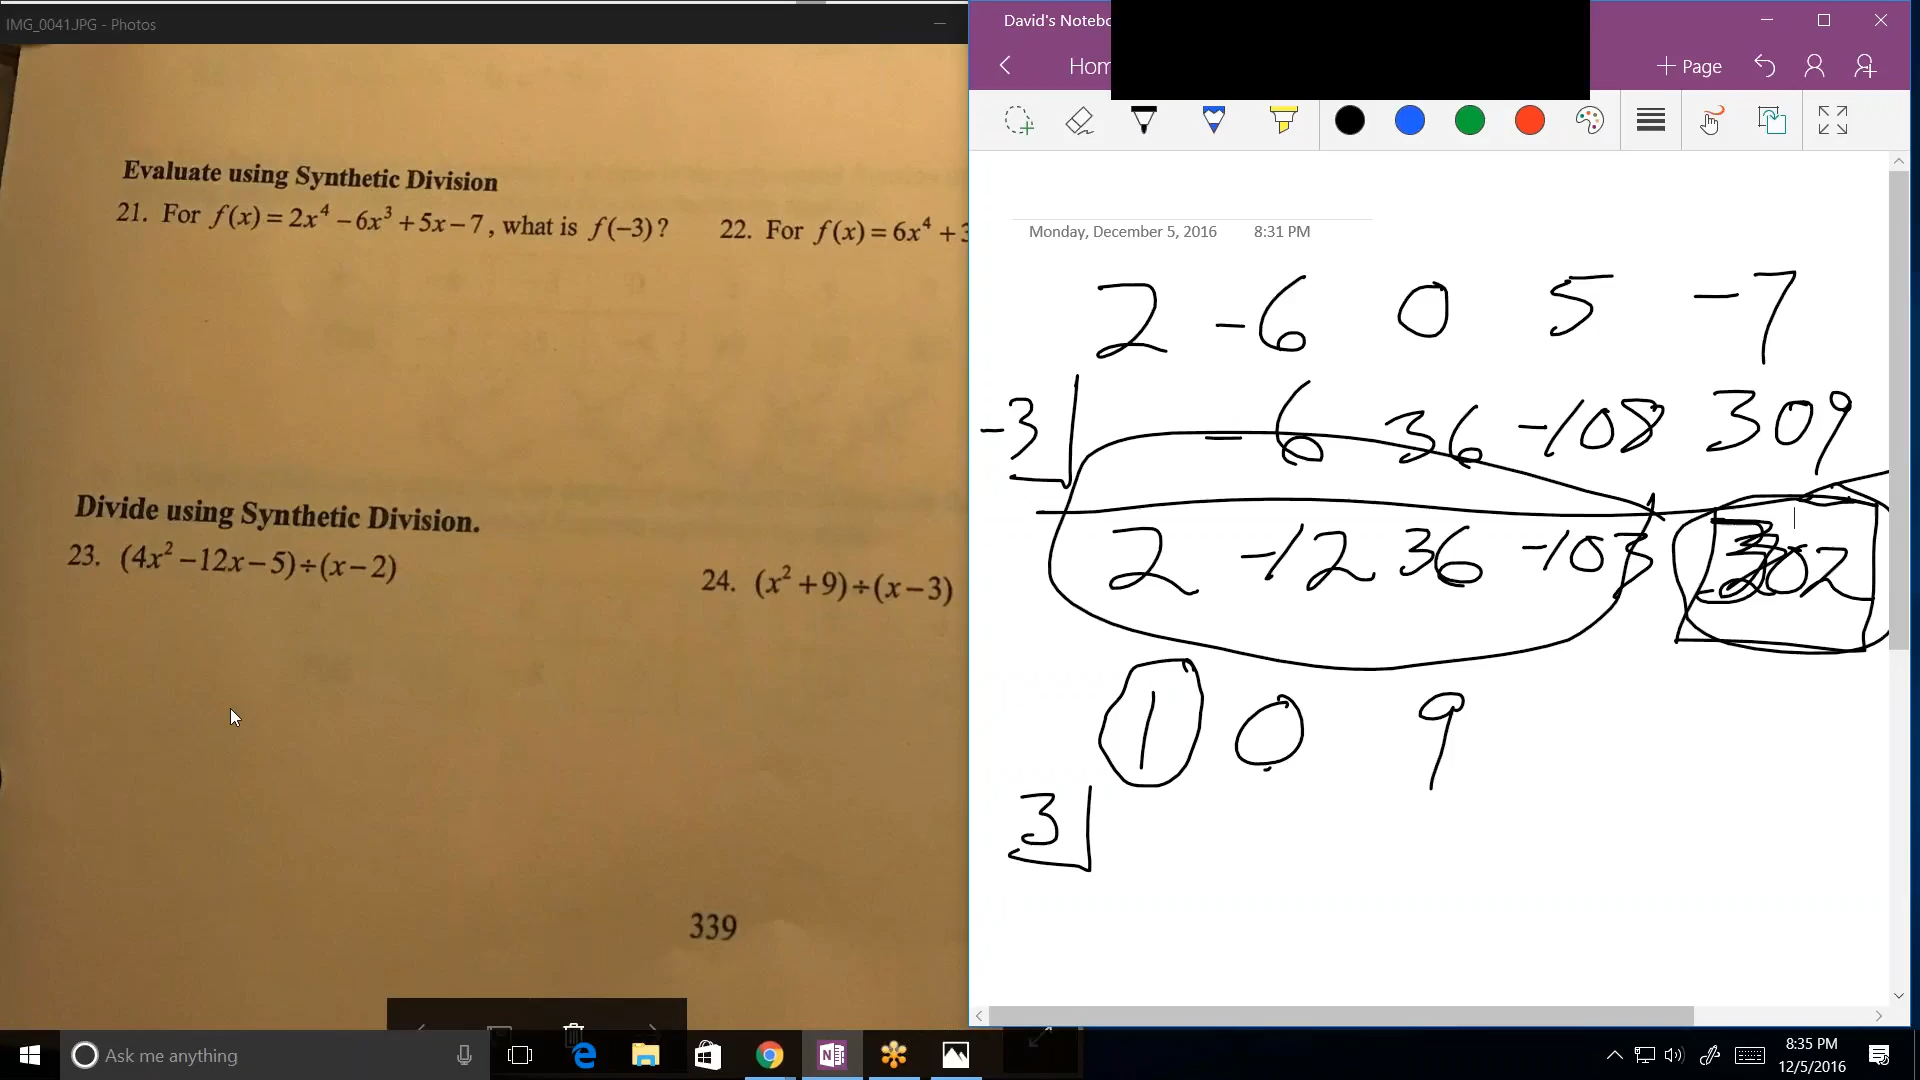 IMG_0041.JPG - Photos
Evaluate using Synthetic Division
21. For f(x) = 2x⁴ − 6x³ + 5x − 7, what is f(−3)?
22. For f(x) = 6x⁴ + 3
Divide using Synthetic Division.
23. (4x² − 12x − 5) ÷ (x − 2)
24. (x² + 9) ÷ (x − 3)
339
David's Notebo
Hom
Page
Monday, December 5, 2016 8:31 PM
2 -6 0 5 -7
-3 -6 36 -108 309
2 -12 36 -103 302
1 0 9
3
Ask me anything
8:35 PM
12/5/2016